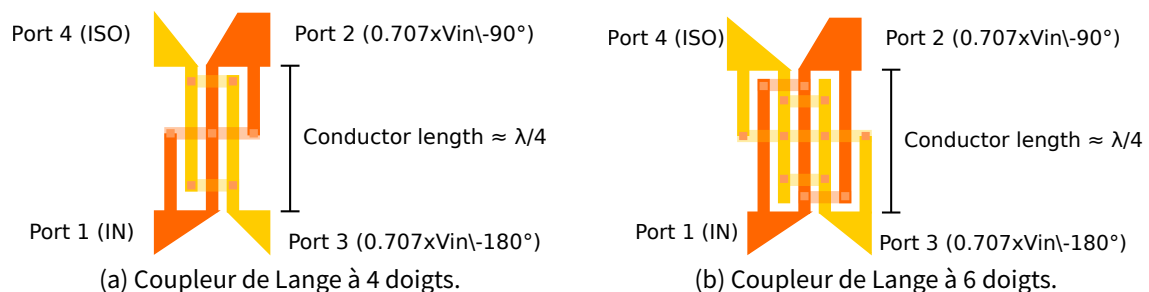 Port 4 (ISO)
Port 2 (0.707xVin\-90°)
Conductor length ≈ λ/4
Port 1 (IN)
Port 3 (0.707xVin\-180°)
(a) Coupleur de Lange à 4 doigts.
Port 4 (ISO)
Port 2 (0.707xVin\-90°)
Conductor length ≈ λ/4
Port 1 (IN)
Port 3 (0.707xVin\-180°)
(b) Coupleur de Lange à 6 doigts.